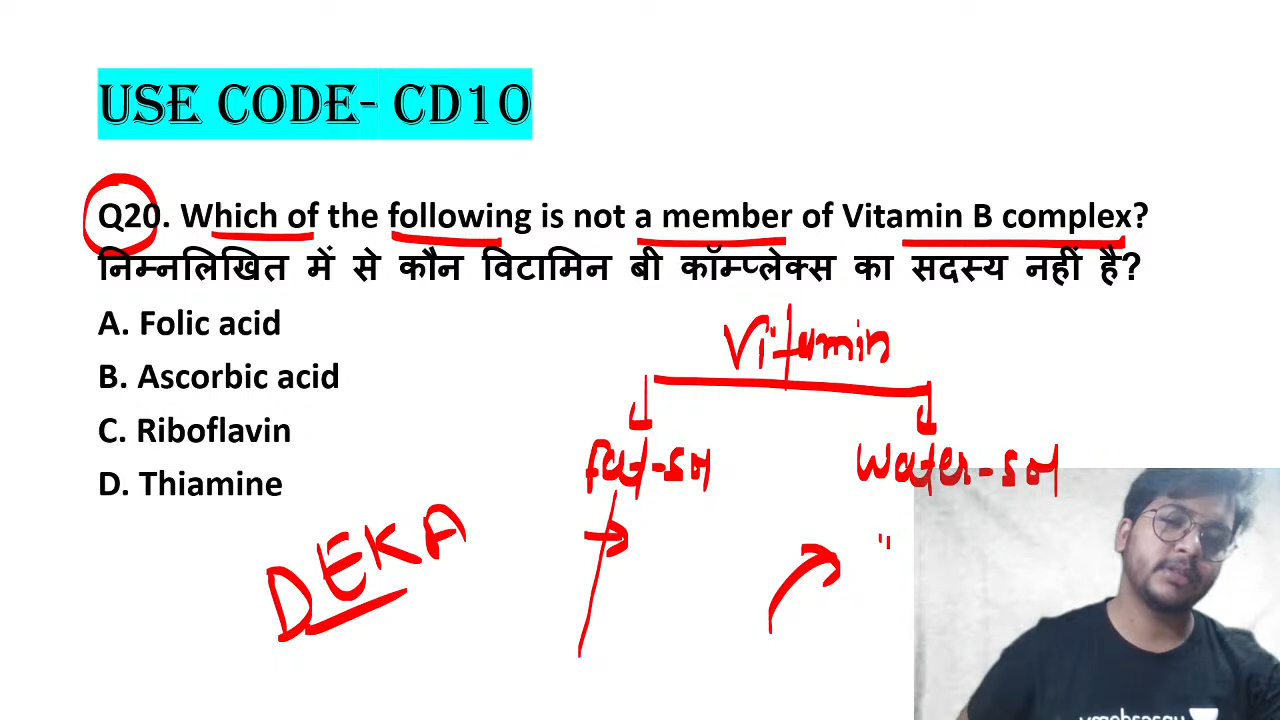 USE CODE- CD10
Q20. Which of the following is not a member of Vitamin B complex?
निम्नलिखित में से कौन विटामिन बी कॉम्प्लेक्स का सदस्य नहीं है?
A. Folic acid
B. Ascorbic acid
C. Riboflavin
D. Thiamine
Vitamin
Fat-sol
Water-sol
DEKA